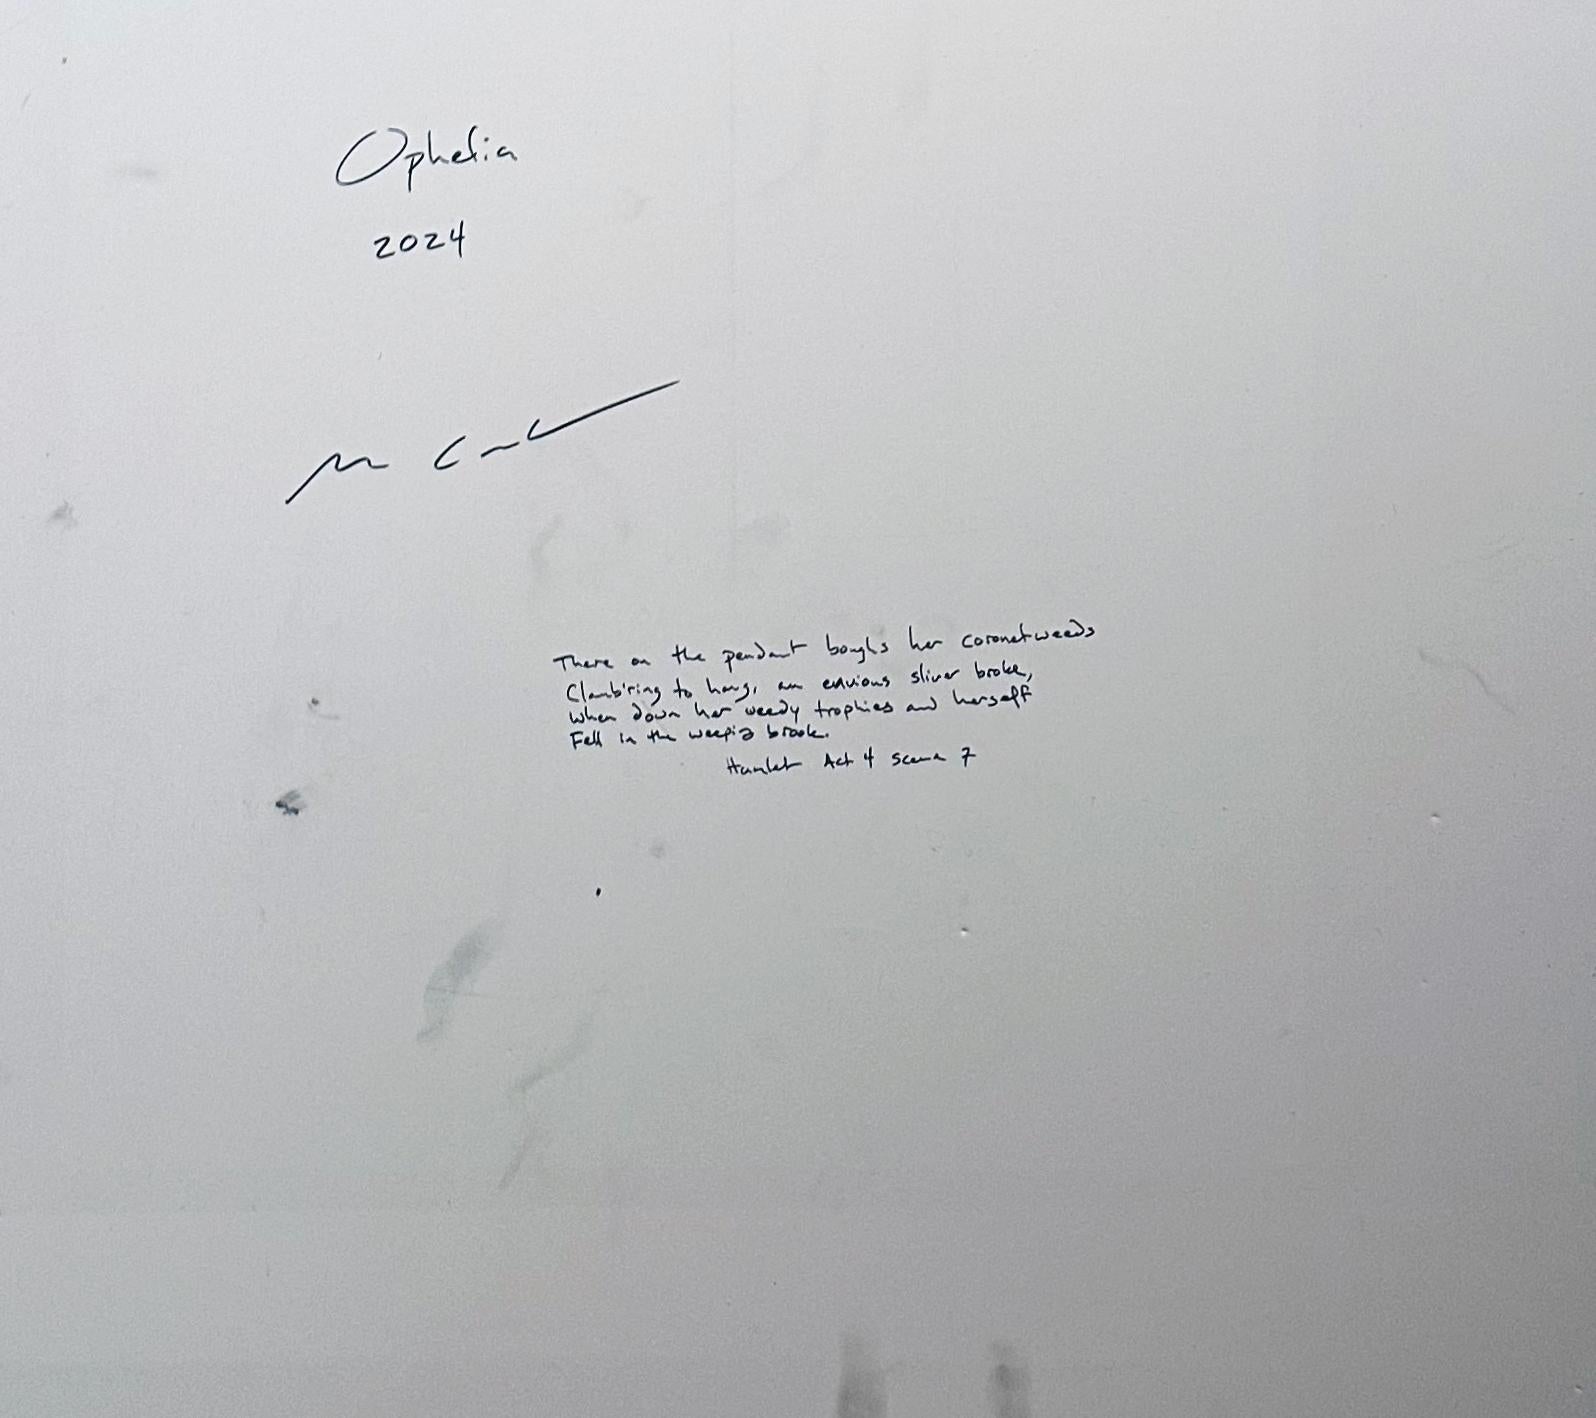 Ophelia
2024
There on the pendant boughs her coronet weeds
Clamb'ring to hang, an envious sliver broke,
When down her weedy trophies and herself
Fell in the weeping brook.
Hamlet Act 4 scene 7